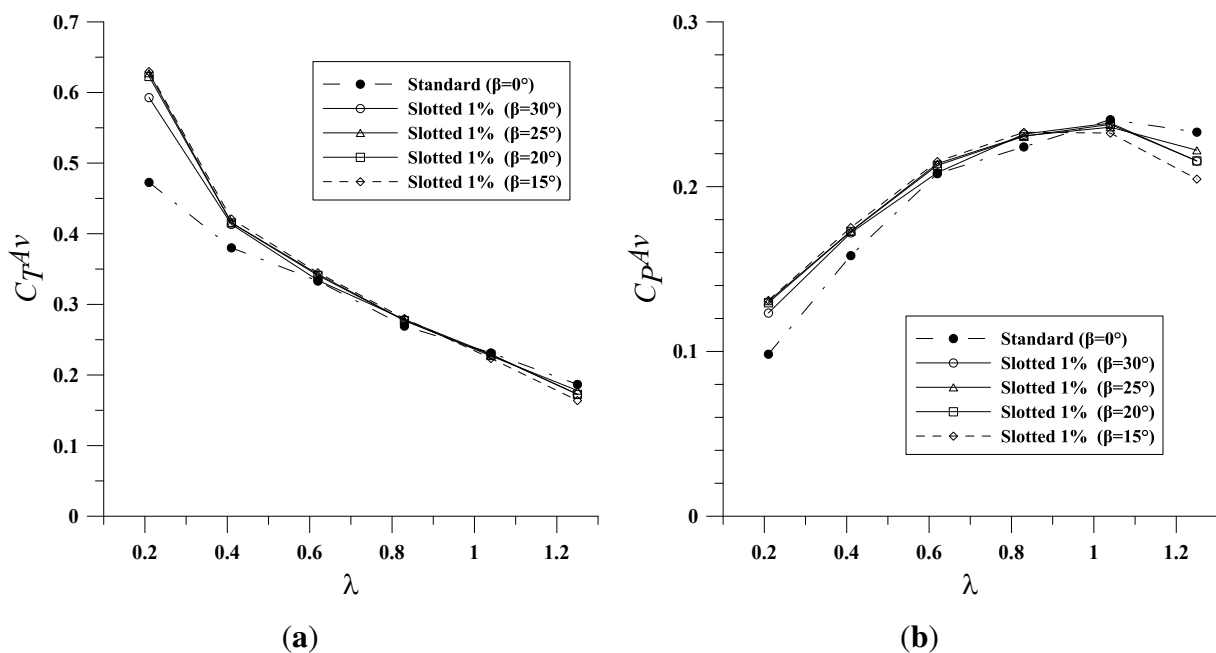 0.7
0.6
0.5
0.4
0.3
0.2
0.1
0
C_T^{Av}
0.2 0.4 0.6 0.8 1 1.2
λ
Standard (β=0°)
Slotted 1% (β=30°)
Slotted 1% (β=25°)
Slotted 1% (β=20°)
Slotted 1% (β=15°)
(a)
0.3
0.2
0.1
0
C_P^{Av}
0.2 0.4 0.6 0.8 1 1.2
λ
Standard (β=0°)
Slotted 1% (β=30°)
Slotted 1% (β=25°)
Slotted 1% (β=20°)
Slotted 1% (β=15°)
(b)